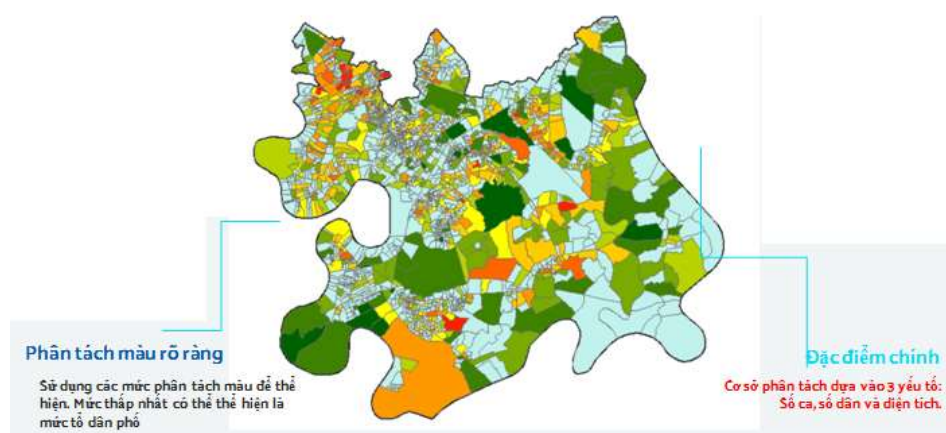 Phân tách màu rõ ràng
Sử dụng các mức phân tách màu để thể
hiện. Mức thấp nhất có thể thể hiện là
mức tổ dân phố
Đặc điểm chính
Cơ sở phân tách dựa vào 3 yếu tố:
Số ca, số dân và diện tích.